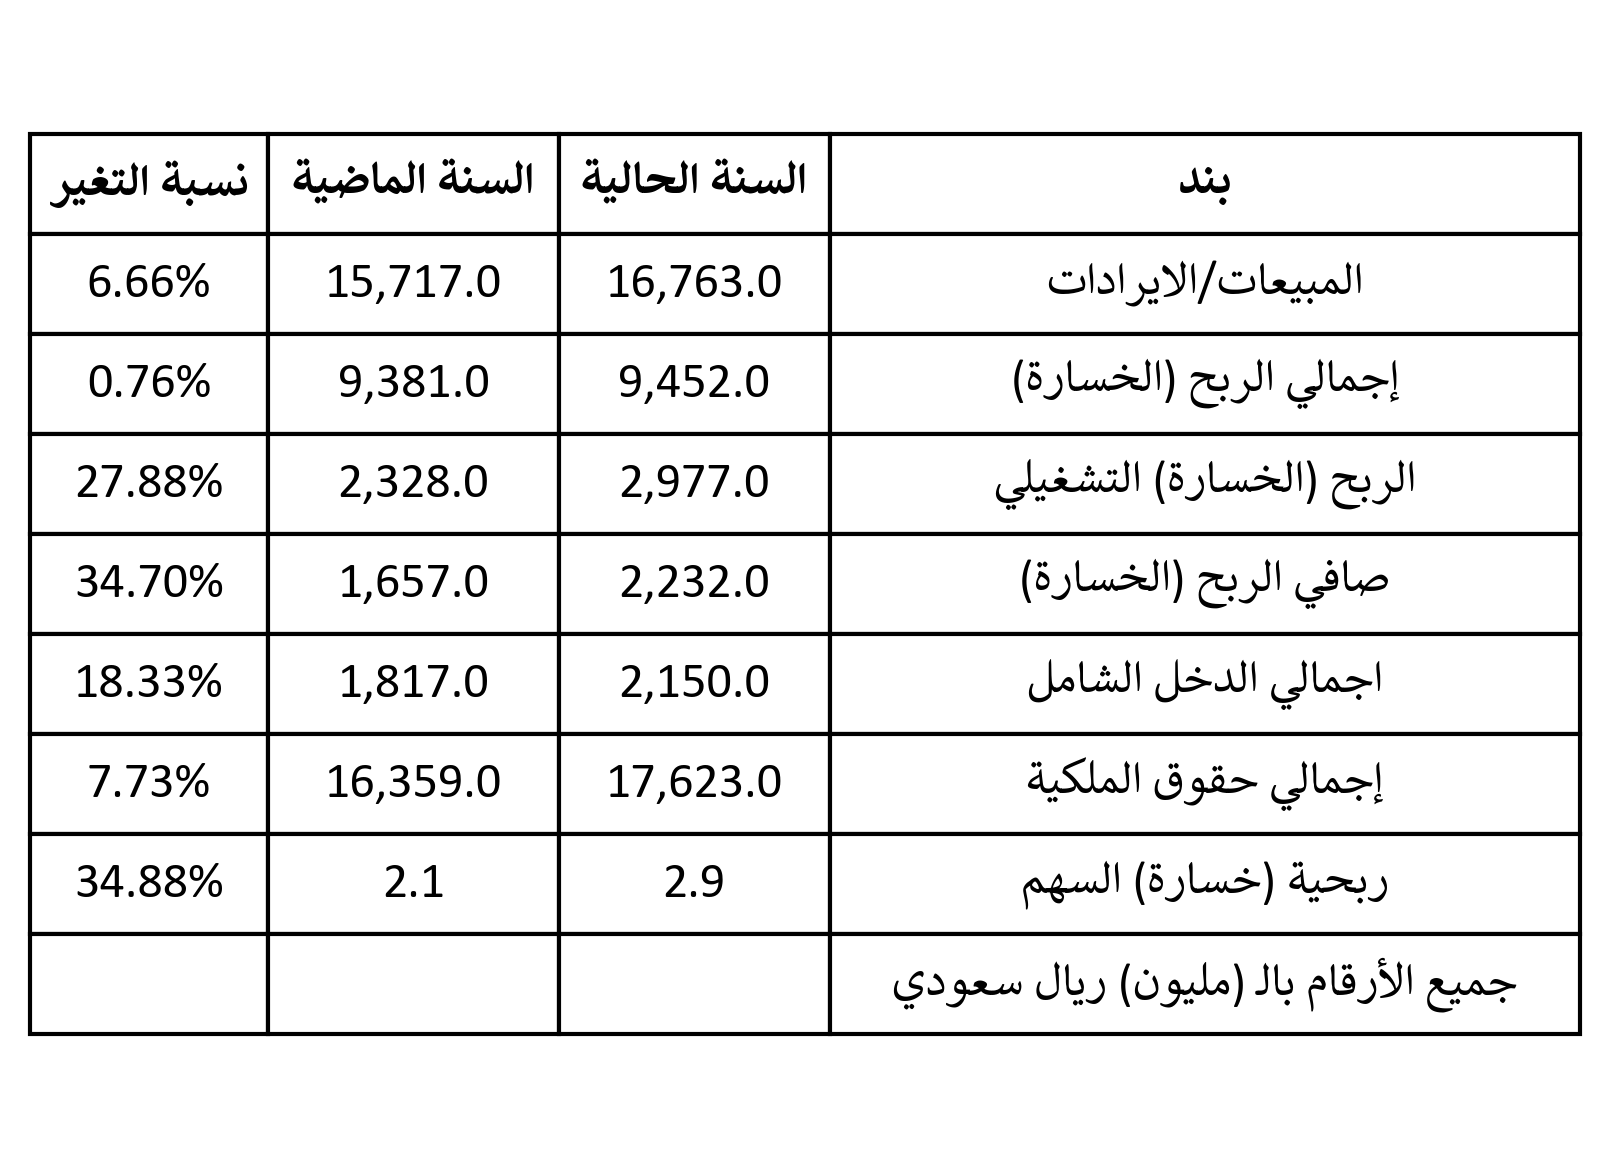 بند السنة الحالية السنة الماضية نسبة التغير
المبيعات/الايرادات 16,763.0 15,717.0 6.66%
إجمالي الربح (الخسارة) 9,452.0 9,381.0 0.76%
الربح (الخسارة) التشغيلي 2,977.0 2,328.0 27.88%
صافي الربح (الخسارة) 2,232.0 1,657.0 34.70%
اجمالي الدخل الشامل 2,150.0 1,817.0 18.33%
إجمالي حقوق الملكية 17,623.0 16,359.0 7.73%
ربحية (خسارة) السهم 2.9 2.1 34.88%
جميع الأرقام بالـ (مليون) ريال سعودي